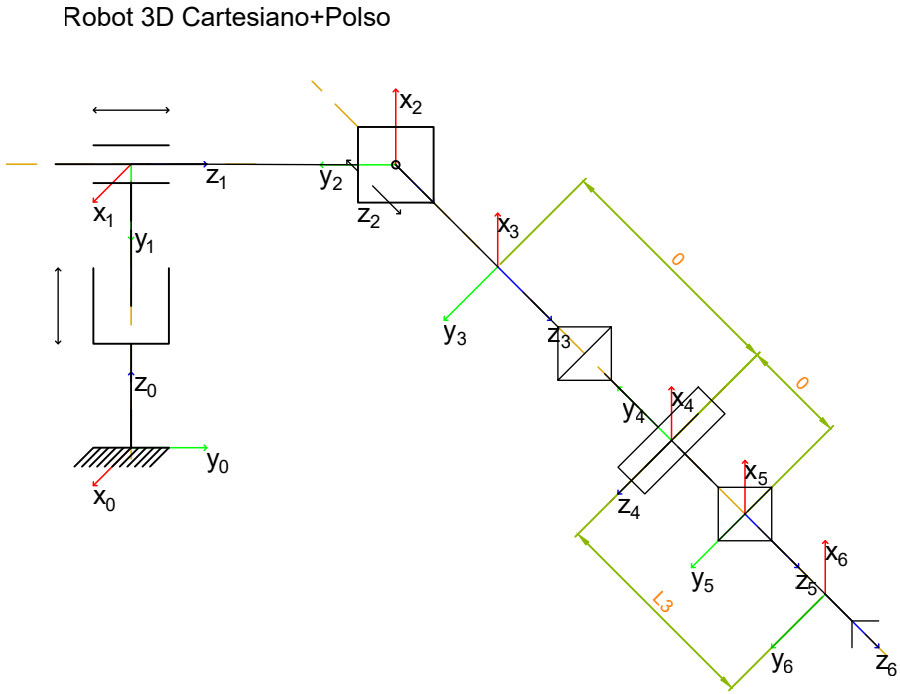 Robot 3D Cartesiano+Polso
x2
z1
y2
x1
z2
x3
y1
0
y3
z3
z0
0
x4
y4
y0
x5
x0
z4
x6
y5
z5
L3
y6
z6